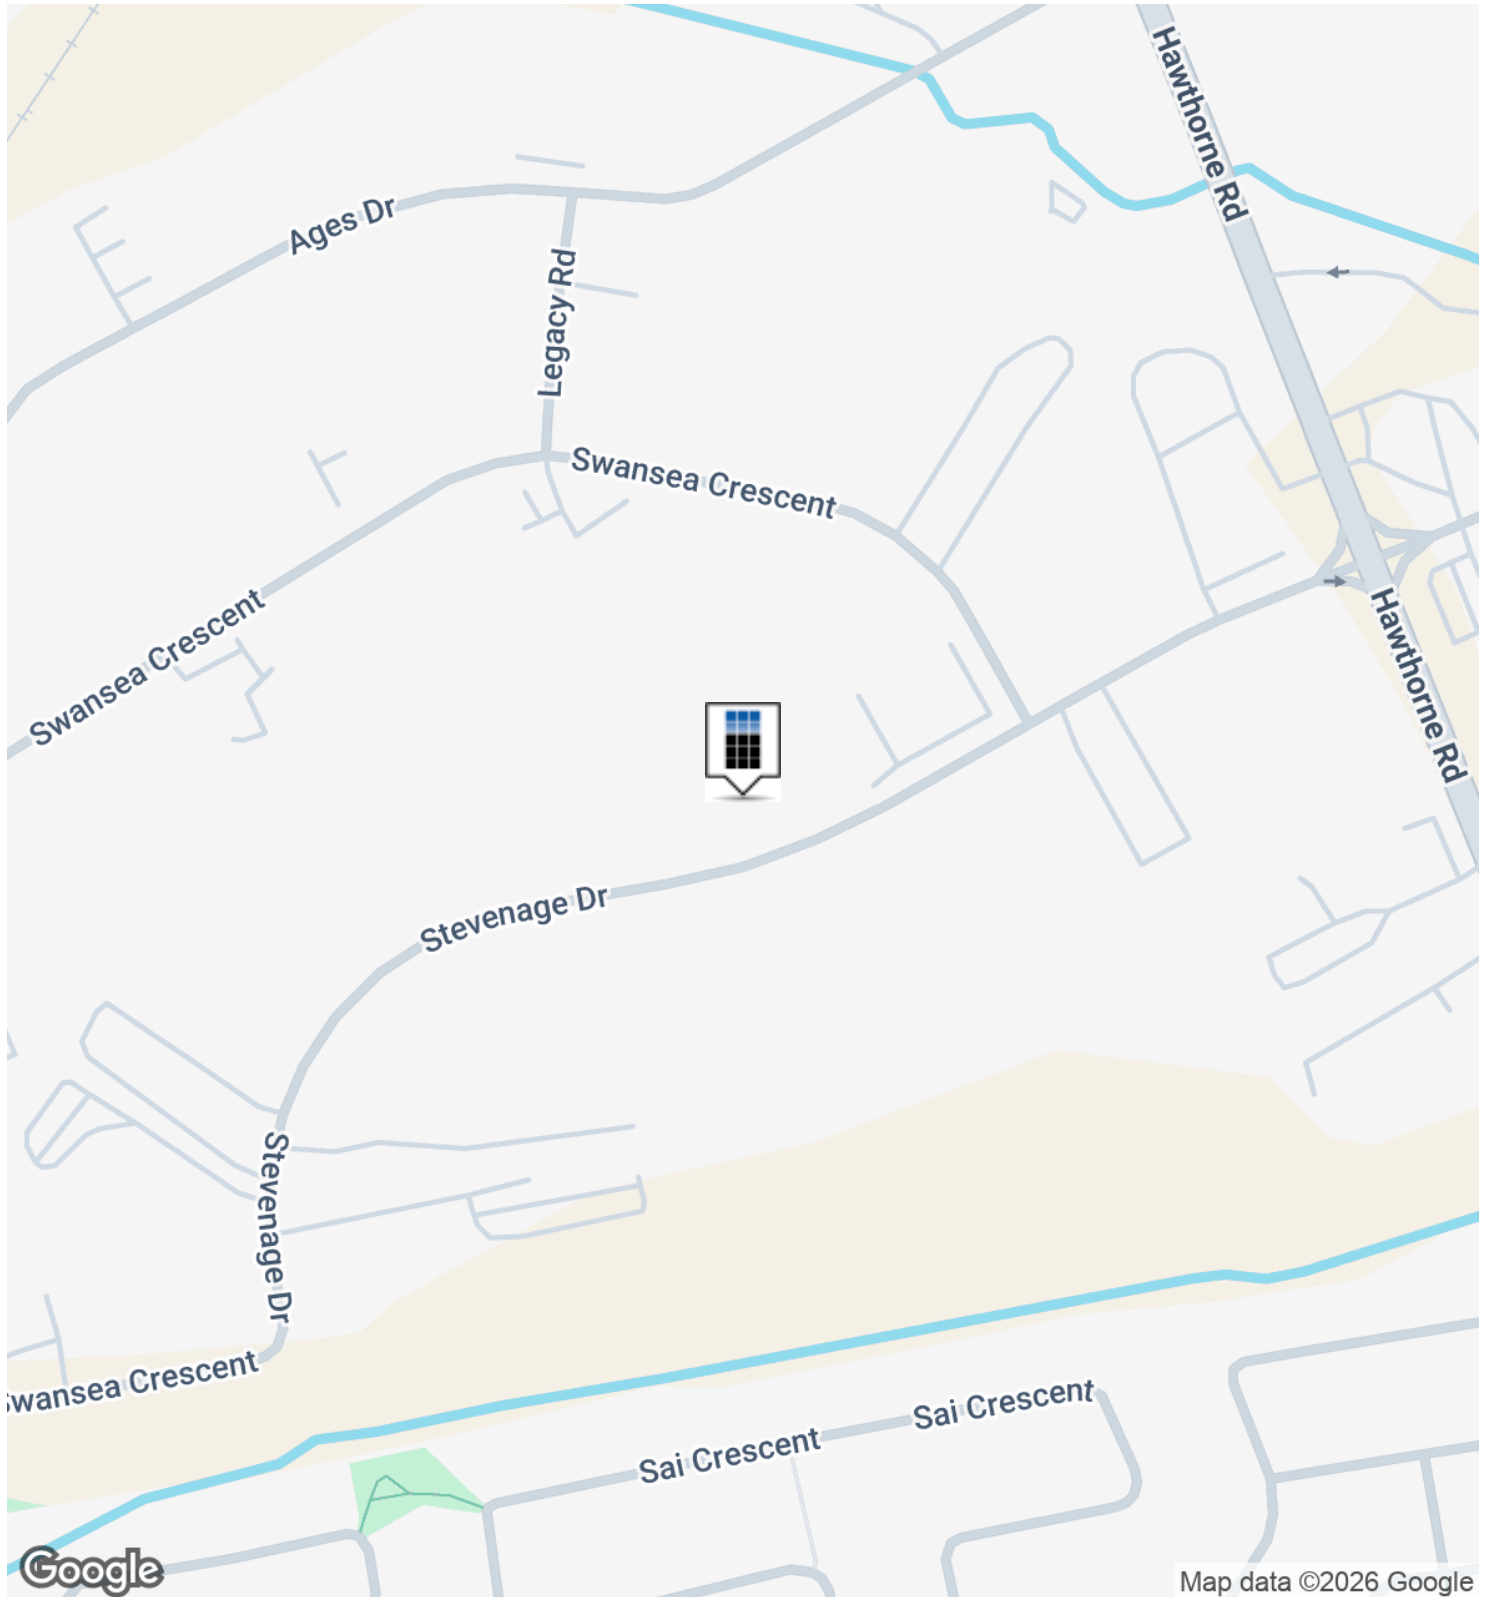 Hawthorne Rd
Ages Dr
Legacy Rd
Swansea Crescent
Swansea Crescent
Hawthorne Rd
Stevenage Dr
Stevenage Dr
Swansea Crescent
Sai Crescent
Sai Crescent
Google
Map data ©2026 Google